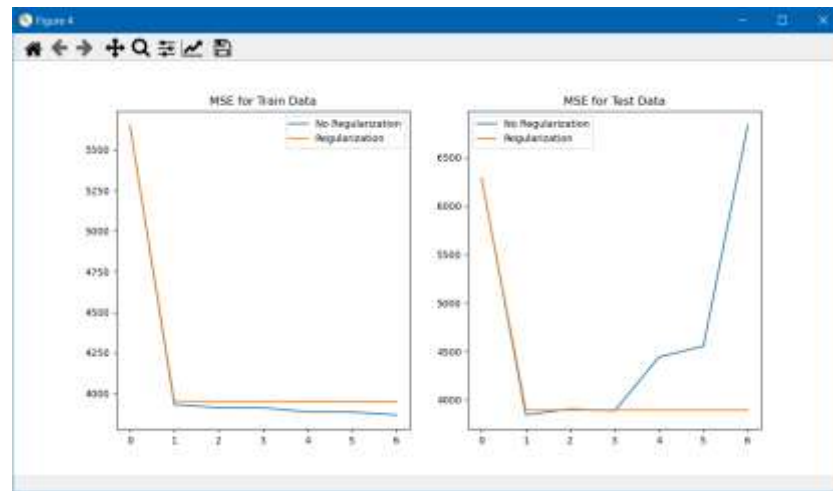 Figure 4
MSE for Train Data
No Regularization
Regularization
5500
5250
5000
4750
4500
4250
4000
0 1 2 3 4 5 6
MSE for Test Data
No Regularization
Regularization
6500
6000
5500
5000
4500
4000
0 1 2 3 4 5 6